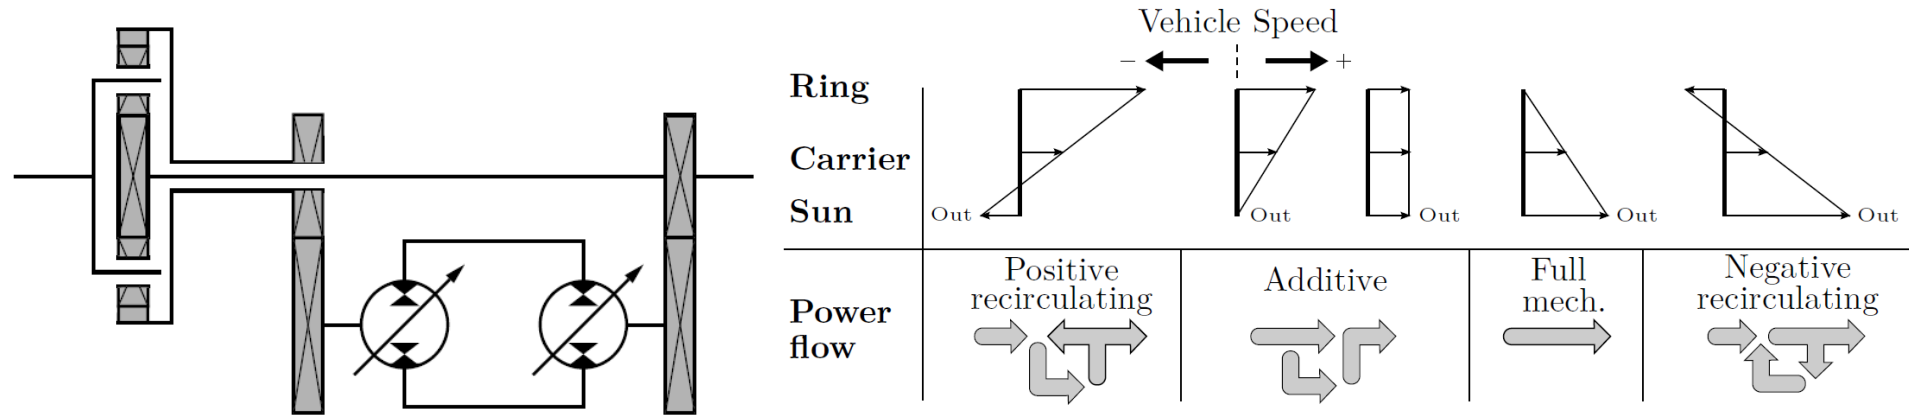 Vehicle Speed
− +
Ring
Carrier
Sun
Out Out Out Out Out
Power flow
Positive
recirculating
Additive
Full
mech.
Negative
recirculating